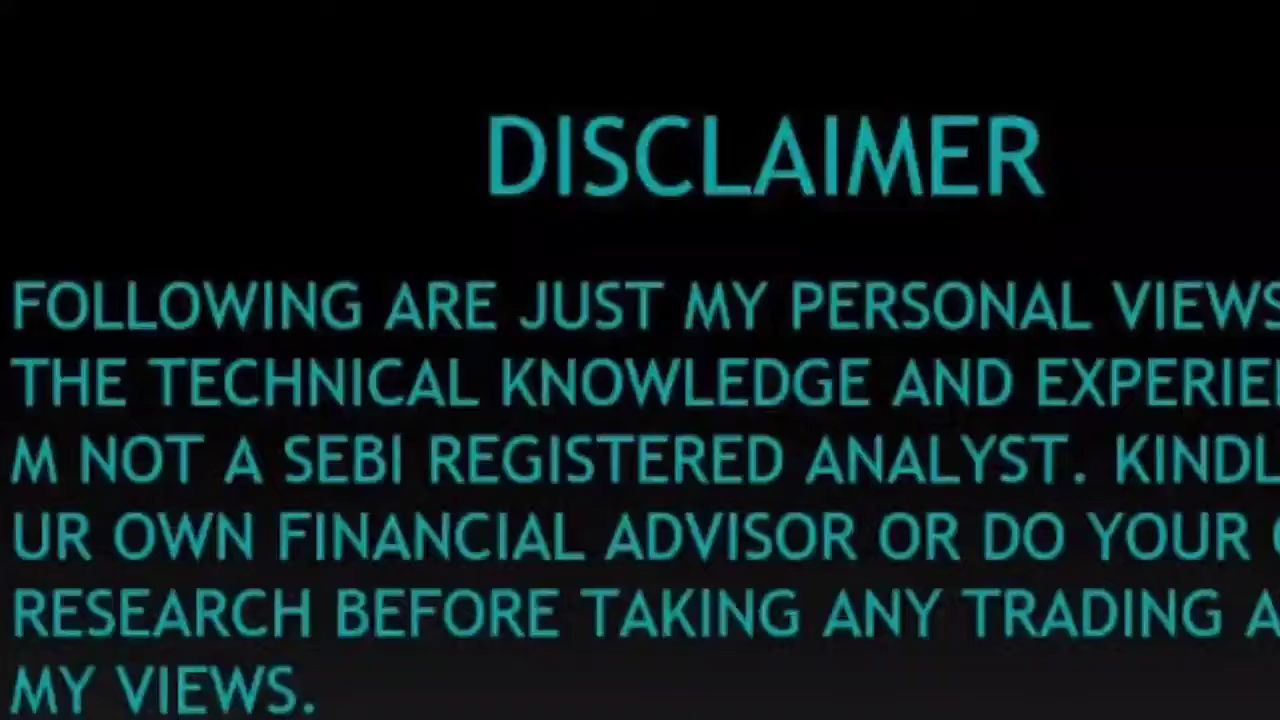 DISCLAIMER
FOLLOWING ARE JUST MY PERSONAL VIEWS
THE TECHNICAL KNOWLEDGE AND
M NOT A SEBI REGISTERED ANALYST.
UR OWN FINANCIAL ADVISOR OR DO YOUR
RESEARCH BEFORE TAKING ANY TRADING
MY VIEWS.